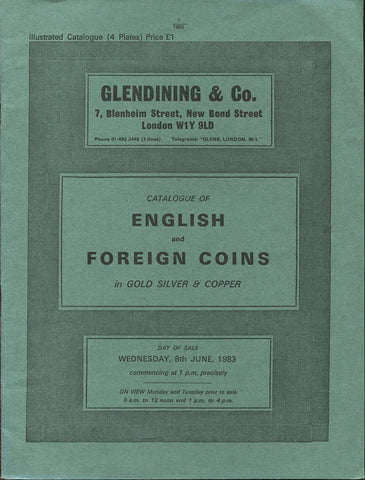 7
1983
Illustrated Catalogue (4 Plates) Price £1
GLENDINING & Co.
7, Blenheim Street, New Bond Street
London W1Y 9LD
Phone 01-493 2445 (3 lines) Telegrams: "GLENS, LONDON, W.1."
CATALOGUE OF
ENGLISH
and
FOREIGN COINS
in GOLD SILVER & COPPER
DAY OF SALE
WEDNESDAY, 8th JUNE, 1983
commencing at 1 p.m. precisely
ON VIEW Monday and Tuesday prior to sale
9 a.m. to 12 noon and 1 p.m. to 4 p.m.